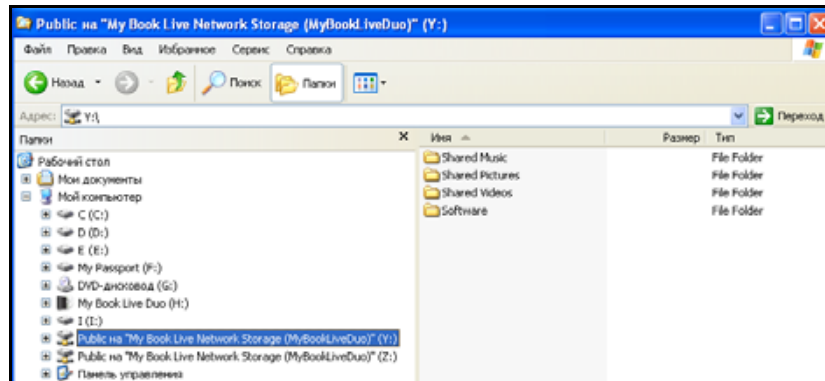 Public на "My Book Live Network Storage (MyBookLiveDuo)" (Y:)
Файл Правка Вид Избранное Сервис Справка
Назад Поиск Папки
Адрес: Y:\ Переход
Папки X Имя Размер Тип
Рабочий стол
Мои документы
Мой компьютер
C (C:)
D (D:)
E (E:)
My Passport (F:)
DVD-дисковод (G:)
My Book Live Duo (H:)
I (I:)
Public на "My Book Live Network Storage (MyBookLiveDuo)" (Y:)
Public на "My Book Live Network Storage (MyBookLiveDuo)" (Z:)
Панель управления
Shared Music File Folder
Shared Pictures File Folder
Shared Videos File Folder
Software File Folder